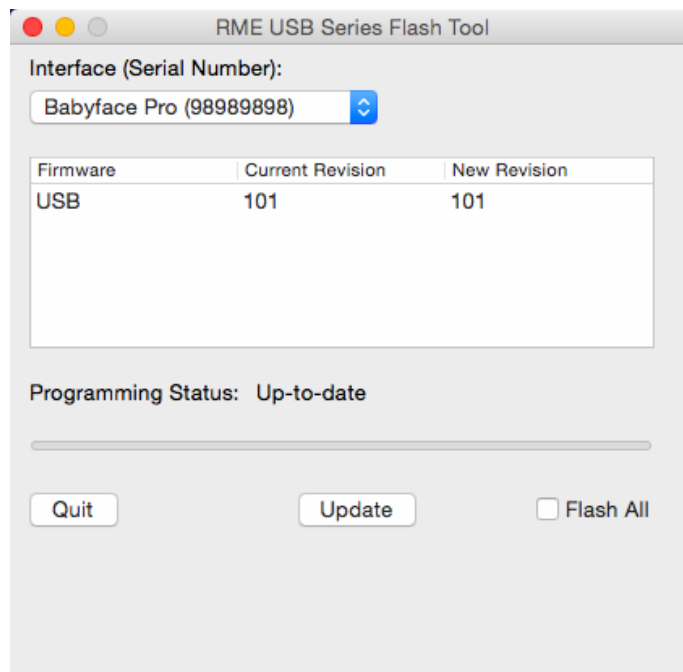 RME USB Series Flash Tool
Interface (Serial Number):
Babyface Pro (98989898)
Firmware Current Revision New Revision
USB 101 101
Programming Status: Up-to-date
Quit Update Flash All